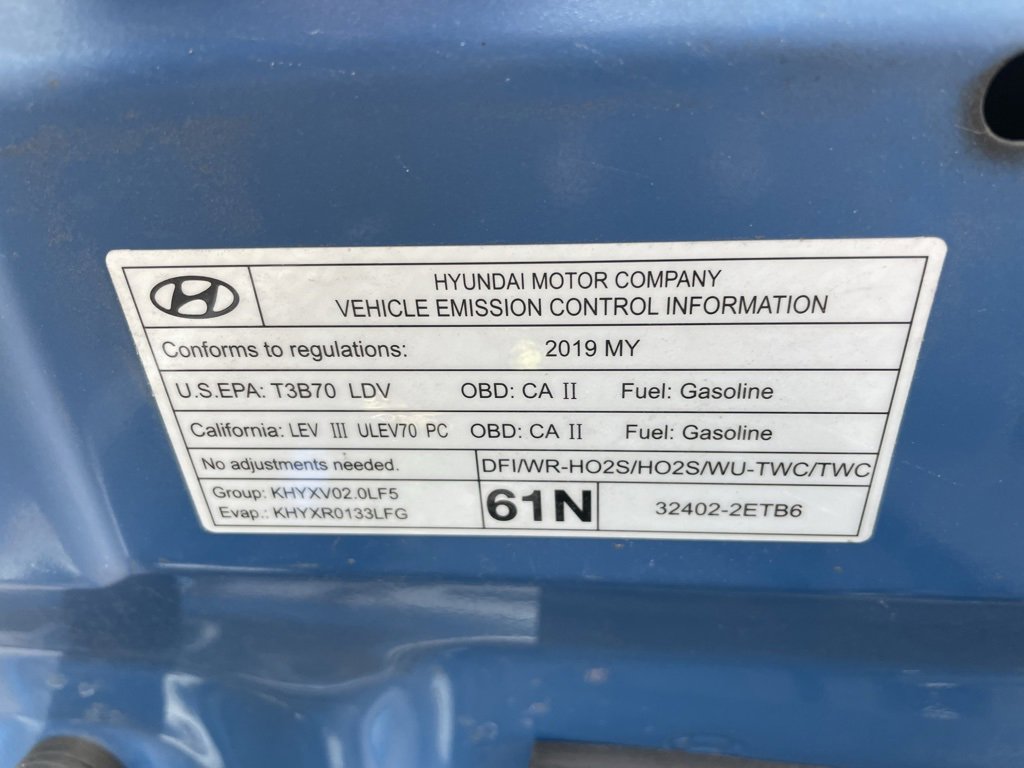 HYUNDAI MOTOR COMPANY
VEHICLE EMISSION CONTROL INFORMATION
Conforms to regulations: 2019 MY
U.S.EPA: T3B70 LDV OBD: CA II Fuel: Gasoline
California: LEV III ULEV70 PC OBD: CA II Fuel: Gasoline
No adjustments needed. DFI/WR-HO2S/HO2S/WU-TWC/TWC
Group: KHYXV02.0LF5
Evap.: KHYXR0133LFG
61N 32402-2ETB6